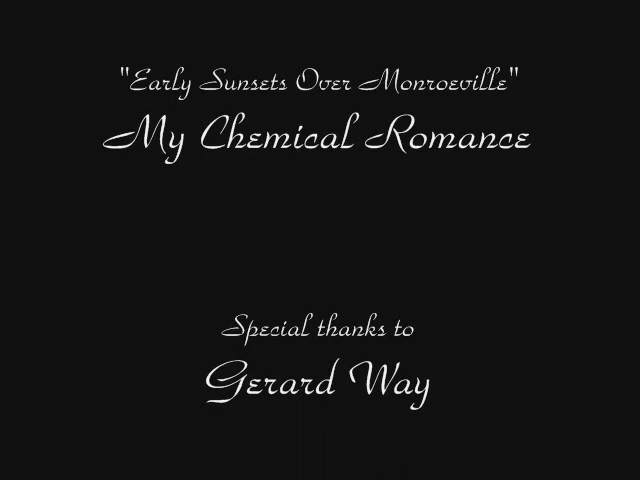 "Early Sunsets Over Monroeville"
My Chemical Romance
Special thanks to
Gerard Way